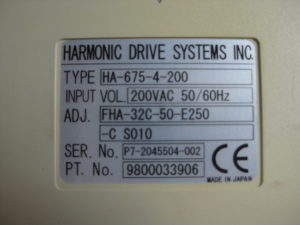 HARMONIC DRIVE SYSTEMS INC.
TYPE HA-675-4-200
INPUT VOL. 200VAC 50/60Hz
ADJ. FHA-32C-50-E250
-C S010
SER. No. P7-2045504-002
PT. No. 9800033906
CE
MADE IN JAPAN